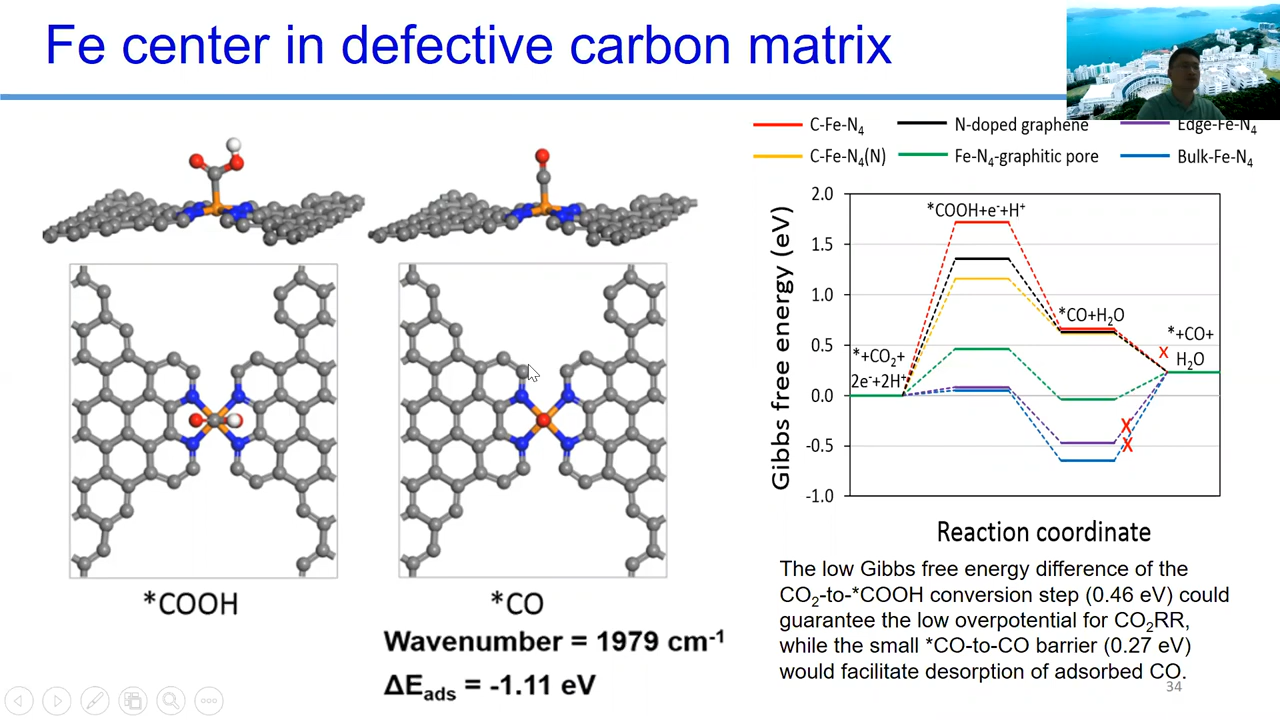 Fe center in defective carbon matrix
C-Fe-N4
N-doped graphene
Edge-Fe-N4
C-Fe-N4(N)
Fe-N4-graphitic pore
Bulk-Fe-N4
Gibbs free energy (eV)
2.0
1.5
1.0
0.5
0.0
-0.5
-1.0
*COOH+e-+H+
*CO+H2O
*+CO+
H2O
*+CO2+
2e-+2H+
X
X
X
Reaction coordinate
*COOH
*CO
Wavenumber = 1979 cm-1
ΔEads = -1.11 eV
The low Gibbs free energy difference of the
CO2-to-*COOH conversion step (0.46 eV) could
guarantee the low overpotential for CO2RR,
while the small *CO-to-CO barrier (0.27 eV)
would facilitate desorption of adsorbed CO.
34